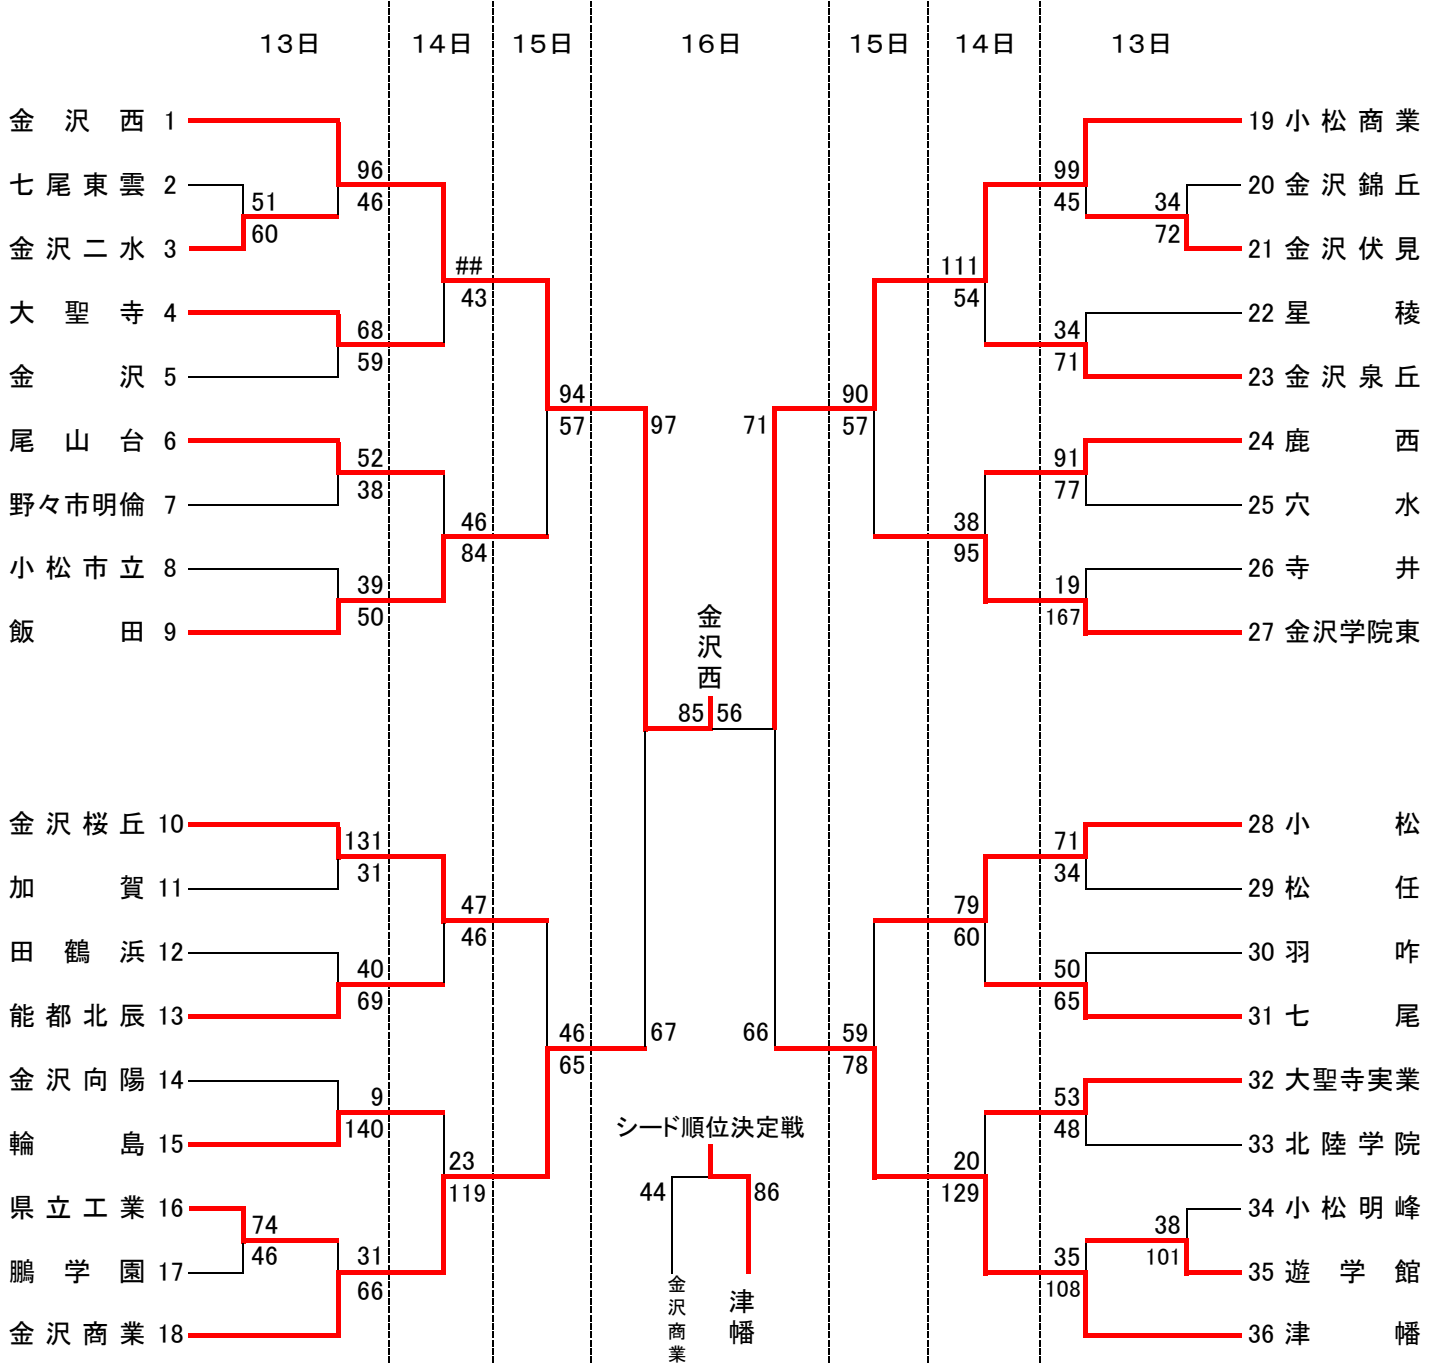 13日 14日 15日 16日 15日 14日 13日
金沢西 1
七尾東雲 2
金沢二水 3
大聖寺 4
金沢 5
尾山台 6
野々市明倫 7
小松市立 8
飯田 9
金沢桜丘 10
加賀 11
田鶴浜 12
能都北辰 13
金沢向陽 14
輪島 15
県立工業 16
鵬学園 17
金沢商業 18
51
60
96
46
68
59
52
38
39
50
##
43
46
84
94
57
131
31
40
69
9
140
74
46
31
66
47
46
23
119
46
65
97
67
金沢西
85 56
71
66
シード順位決定戦
44 86
金沢商業
津幡
90
57
59
78
111
54
38
95
79
60
20
129
99
45
34
72
34
71
91
77
19
167
71
34
50
65
53
48
38
101
35
108
19 小松商業
20 金沢錦丘
21 金沢伏見
22 星稜
23 金沢泉丘
24 鹿西
25 穴水
26 寺井
27 金沢学院東
28 小松
29 松任
30 羽咋
31 七尾
32 大聖寺実業
33 北陸学院
34 小松明峰
35 遊学館
36 津幡